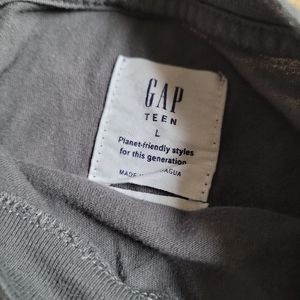 GAP
TEEN
L
Planet-friendly styles
for this generation
MADE